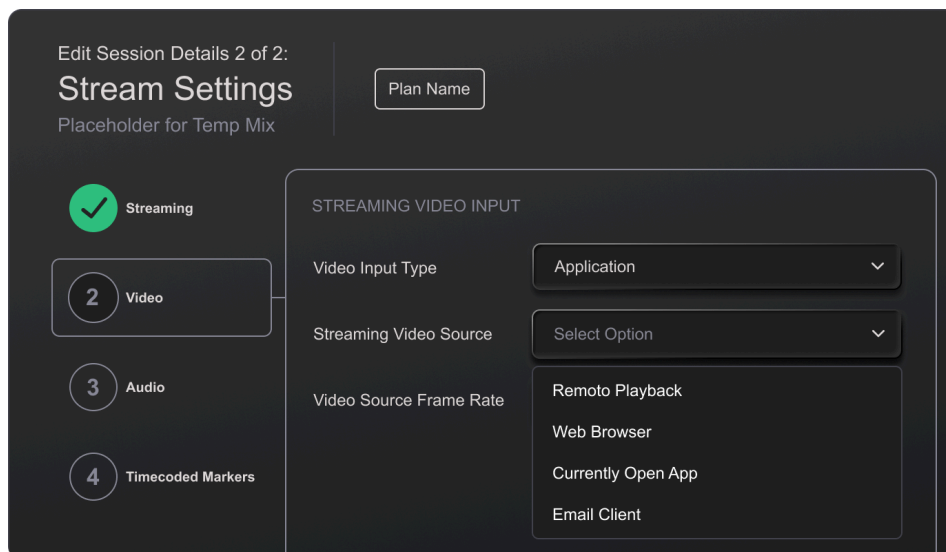 Edit Session Details 2 of 2:
Stream Settings
Placeholder for Temp Mix
Plan Name
Streaming
2 Video
3 Audio
4 Timecoded Markers
STREAMING VIDEO INPUT
Video Input Type Application
Streaming Video Source Select Option
Video Source Frame Rate
Remoto Playback
Web Browser
Currently Open App
Email Client